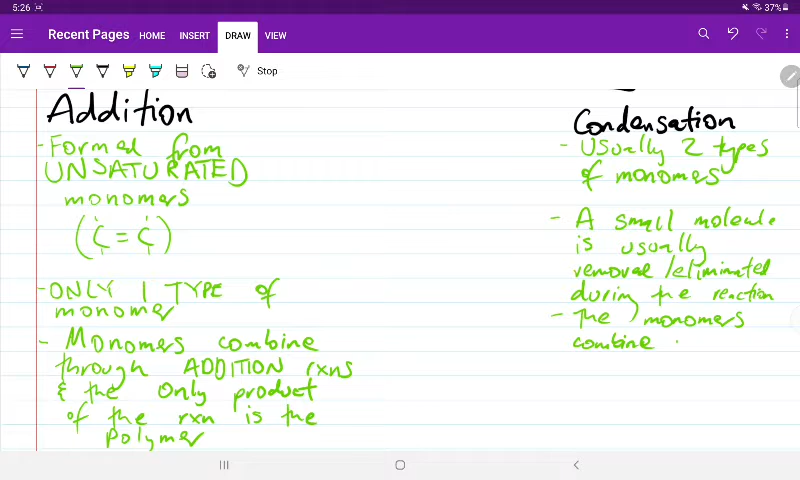 5:26
37%
Recent Pages
HOME
INSERT
DRAW
VIEW
Stop
Addition
- Formed from
UNSATURATED
monomers
(C=C)
- ONLY 1 TYPE of
monomer
- Monomers combine
through ADDITION rxns
& the only product
of the rxn is the
polymer
Condensation
- Usually 2 types
of monomers
- A small molecule
is usually
removal/eliminated
during the reaction
- The monomers
combine